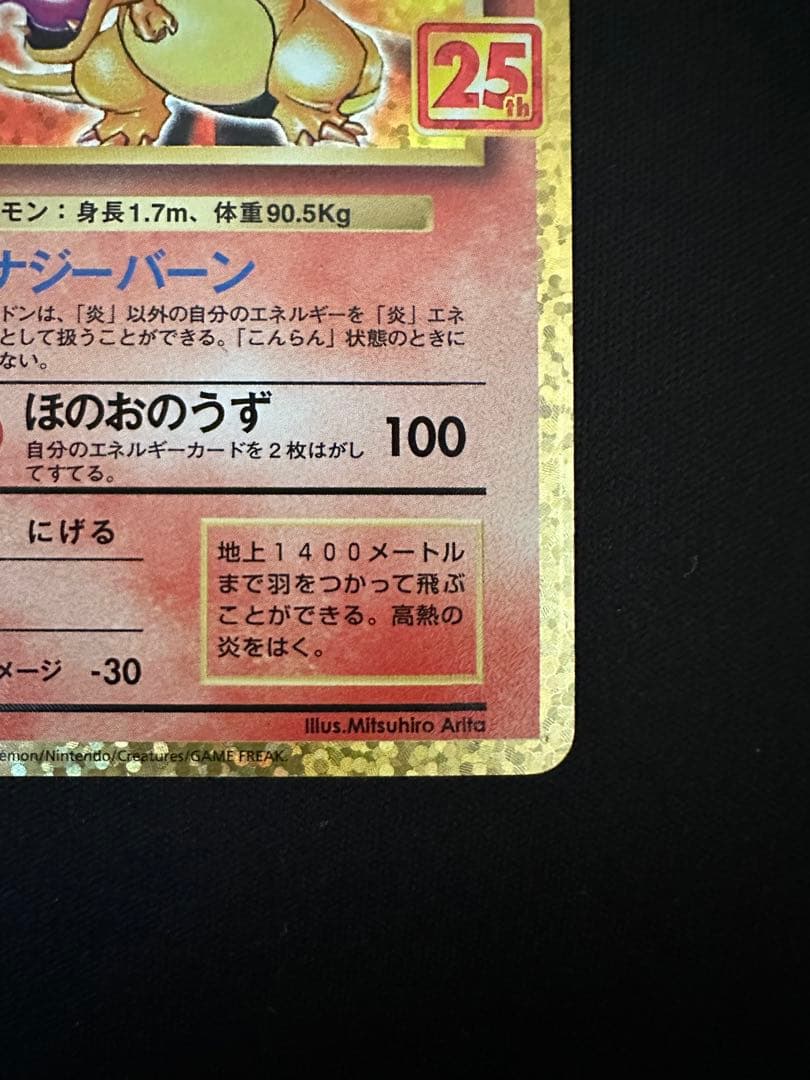 25th
モン：身長1.7m、体重90.5Kg
ナジーバーン
ドンは、「炎」以外の自分のエネルギーを「炎」エネ
として扱うことができる。「こんらん」状態のときに
ない。
ほのおのうず
100
自分のエネルギーカードを2枚はがし
てすてる。
にげる
地上1400メートル
まで羽をつかって飛ぶ
ことができる。高熱の
炎をはく。
メージ -30
Illus.Mitsuhiro Arita
émon/Nintendo/Creatures/GAME FREAK.